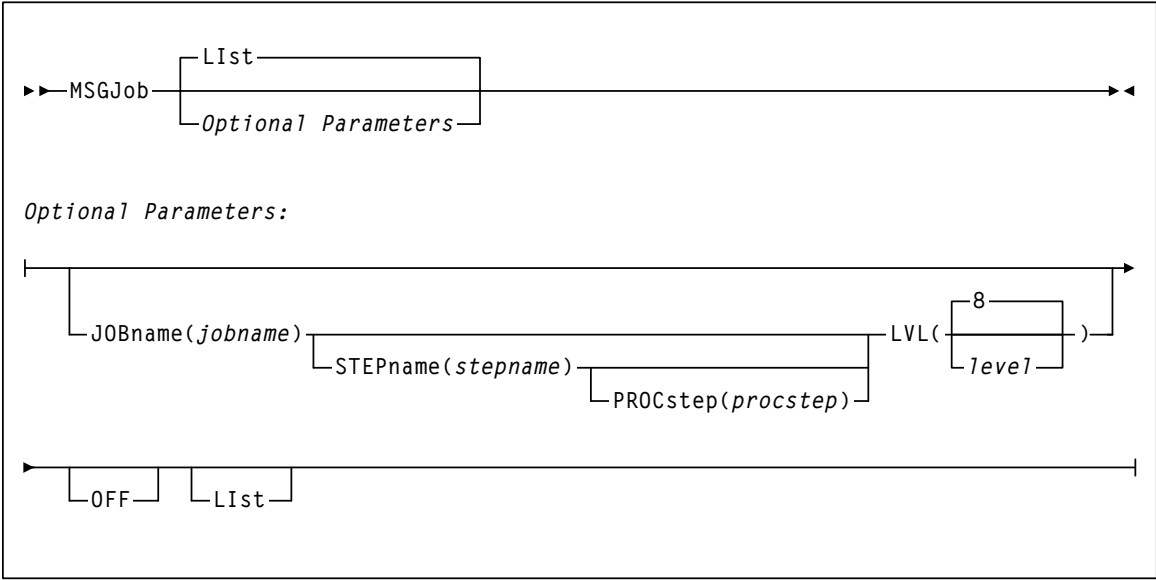 LIst
MSGJob
Optional Parameters
Optional Parameters:
8
JOBname(jobname) LVL( )
STEPname(stepname) level
PROCstep(procstep)
OFF LIst